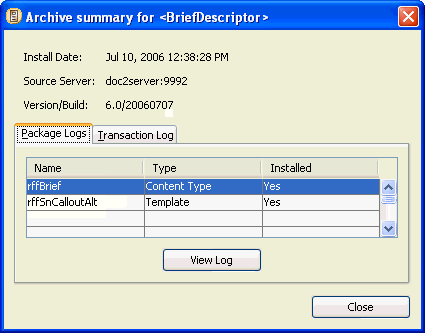 Archive summary for <BriefDescriptor>
Install Date: Jul 10, 2006 12:38:28 PM
Source Server: doc2server:9992
Version/Build: 6.0/20060707
Package Logs Transaction Log
Name Type Installed
rffBrief Content Type Yes
rffSnCalloutAlt Template Yes
View Log
Close